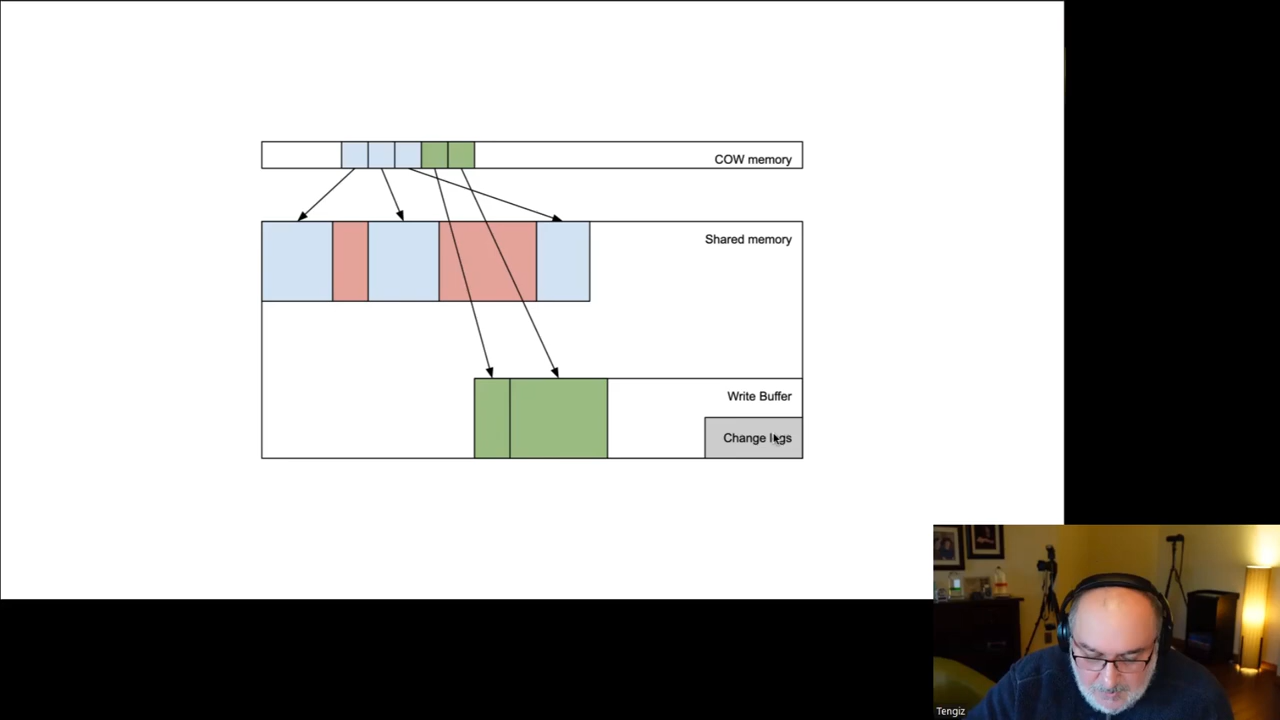 COW memory
Shared memory
Write Buffer
Change logs
Tengiz